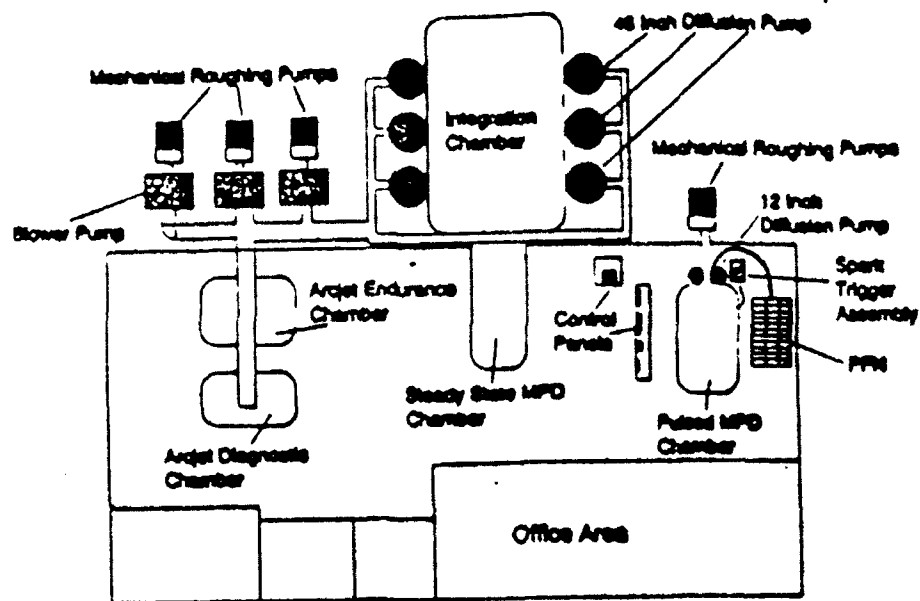 46 Inch Diffusion Pump
Mechanical Roughing Pumps
Integration
Chamber
Mechanical Roughing Pumps
12 Inch
Diffusion Pump
Blower Pump
Arcjet Endurance
Chamber
Control
Panels
Spark
Trigger
Assembly
PFN
Steady State MPD
Chamber
Pulsed MPD
Chamber
Arcjet Diagnostic
Chamber
Office Area